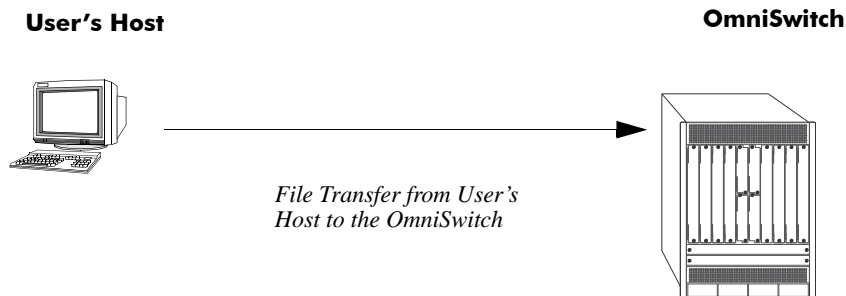 User’s Host
OmniSwitch
File Transfer from User’s
Host to the OmniSwitch